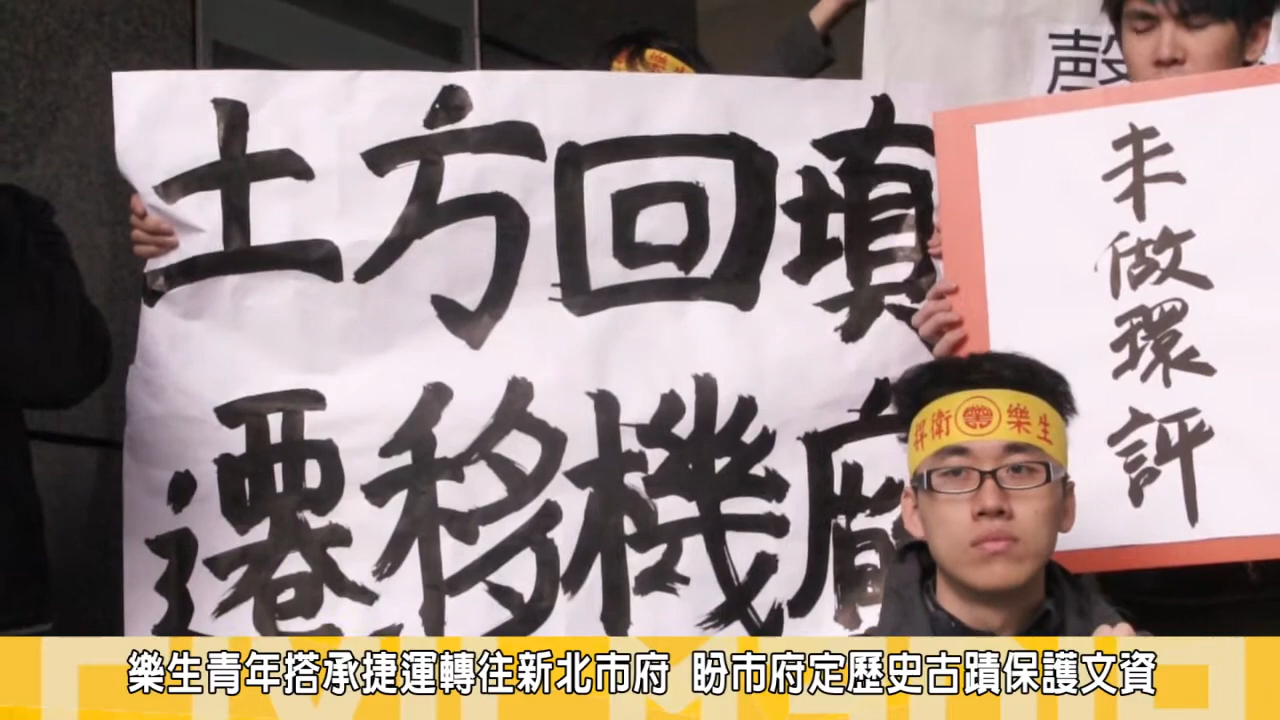 土方回填
遷移機廠
聲
未做環評
捍衛 樂生
樂生青年搭承捷運轉往新北市府 盼市府定歷史古蹟保護文資